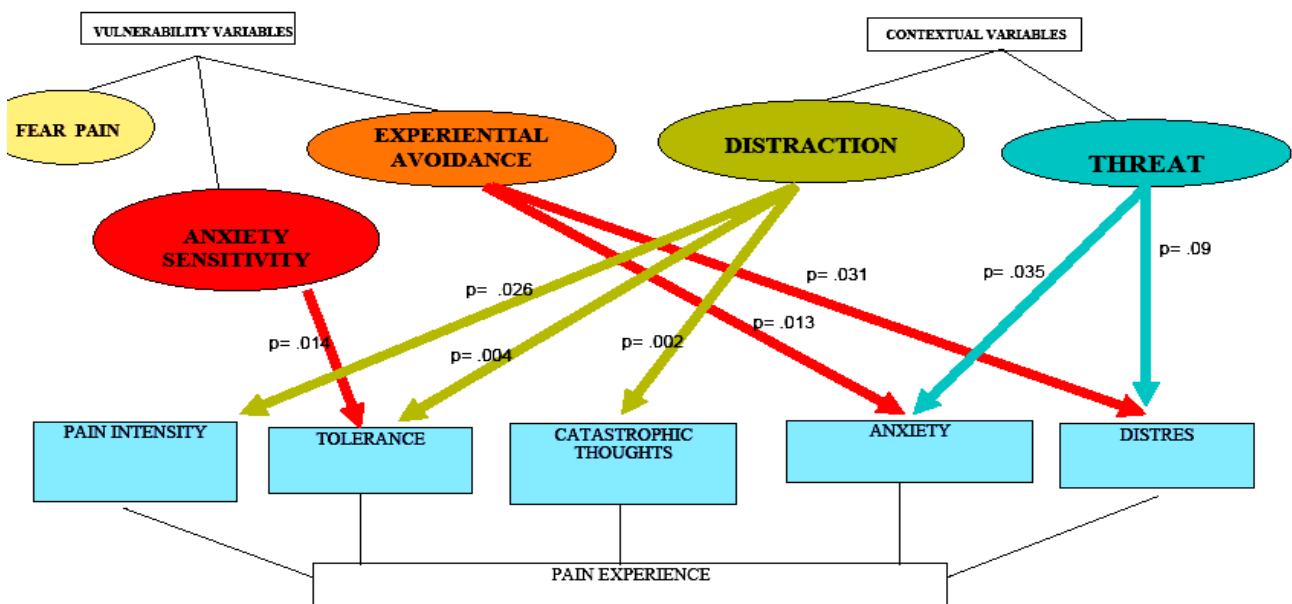 VULNERABILITY VARIABLES
CONTEXTUAL VARIABLES
FEAR PAIN
EXPERIENTIAL
AVOIDANCE
DISTRACTION
THREAT
ANXIETY
SENSITIVITY
p= .026
p= .014
p= .004
p= .002
p= .013
p= .031
p= .035
p= .09
PAIN INTENSITY
TOLERANCE
CATASTROPHIC
THOUGHTS
ANXIETY
DISTRES
PAIN EXPERIENCE